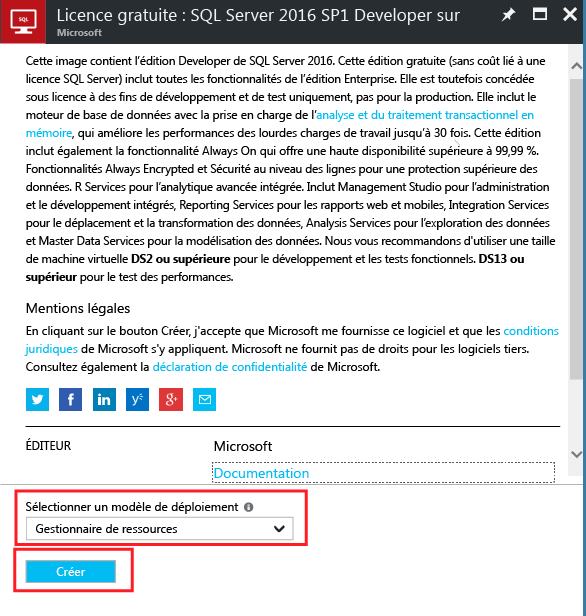 SQL
Licence gratuite : SQL Server 2016 SP1 Developer sur
Microsoft
Cette image contient l'édition Developer de SQL Server 2016. Cette édition gratuite (sans coût lié à une
licence SQL Server) inclut toutes les fonctionnalités de l'édition Enterprise. Elle est toutefois concédée
sous licence à des fins de développement et de test uniquement, pas pour la production. Elle inclut le
moteur de base de données avec la prise en charge de l'analyse et du traitement transactionnel en
mémoire, qui améliore les performances des lourdes charges de travail jusqu'à 30 fois. Cette édition
inclut également la fonctionnalité Always On qui offre une haute disponibilité supérieure à 99,99 %.
Fonctionnalités Always Encrypted et Sécurité au niveau des lignes pour une protection supérieure des
données. R Services pour l'analytique avancée intégrée. Inclut Management Studio pour l'administration
et le développement intégrés, Reporting Services pour les rapports web et mobiles, Integration Services
pour le déplacement et la transformation des données, Analysis Services pour l'exploration des données
et Master Data Services pour la modélisation des données. Nous vous recommandons d'utiliser une taille
de machine virtuelle DS2 ou supérieure pour le développement et les tests fonctionnels. DS13 ou
supérieur pour le test des performances.
Mentions légales
En cliquant sur le bouton Créer, j'accepte que Microsoft me fournisse ce logiciel et que les conditions
juridiques de Microsoft s'y appliquent. Microsoft ne fournit pas de droits pour les logiciels tiers.
Consultez également la déclaration de confidentialité de Microsoft.
ÉDITEUR Microsoft
Documentation
Sélectionner un modèle de déploiement
Gestionnaire de ressources
Créer